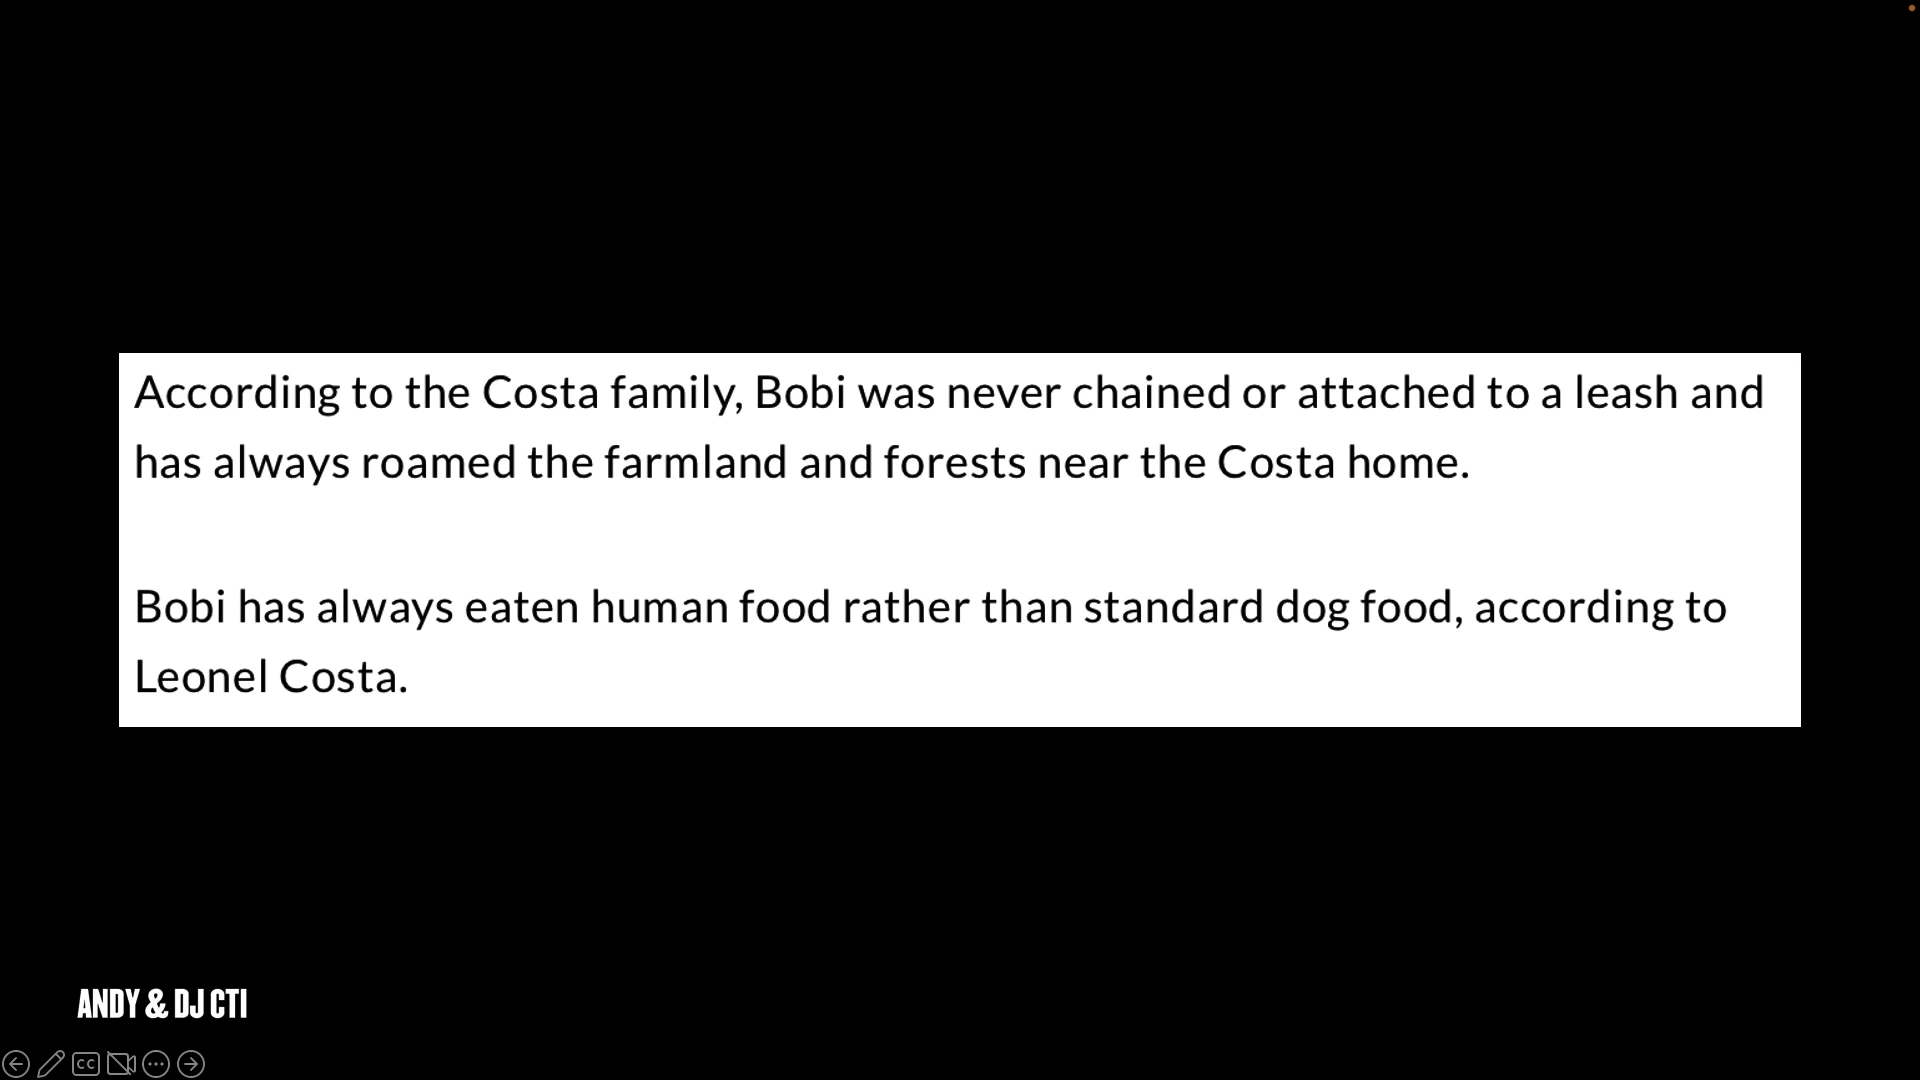 According to the Costa family, Bobi was never chained or attached to a leash and
has always roamed the farmland and forests near the Costa home.
Bobi has always eaten human food rather than standard dog food, according to
Leonel Costa.
ANDY & DJ CTI
CC